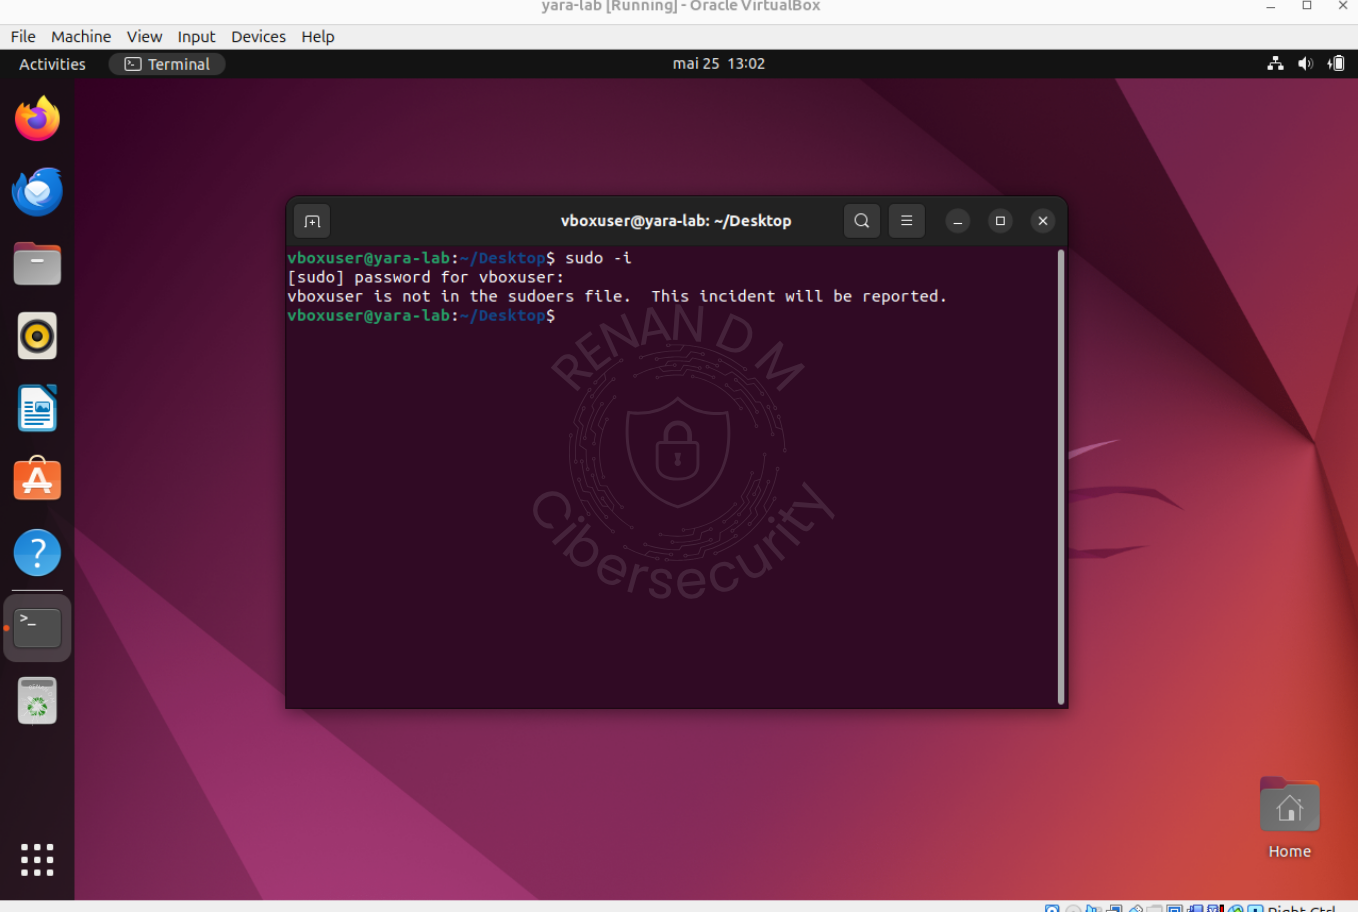 yara-lab [Running] - Oracle VirtualBox
File Machine View Input Devices Help
Activities Terminal mai 25 13:02
vboxuser@yara-lab: ~/Desktop
vboxuser@yara-lab:~/Desktop$ sudo -i
[sudo] password for vboxuser:
vboxuser is not in the sudoers file.  This incident will be reported.
vboxuser@yara-lab:~/Desktop$
RENAN D M
Cibersecurity
Home
Right Ctrl